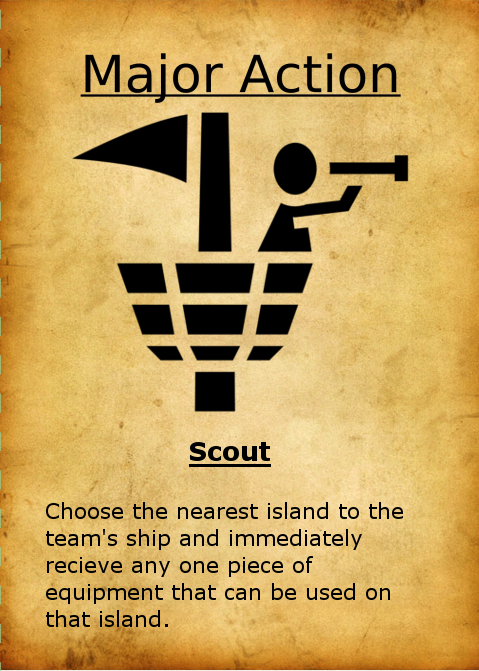 Major Action
Scout
Choose the nearest island to the
team's ship and immediately
recieve any one piece of
equipment that can be used on
that island.